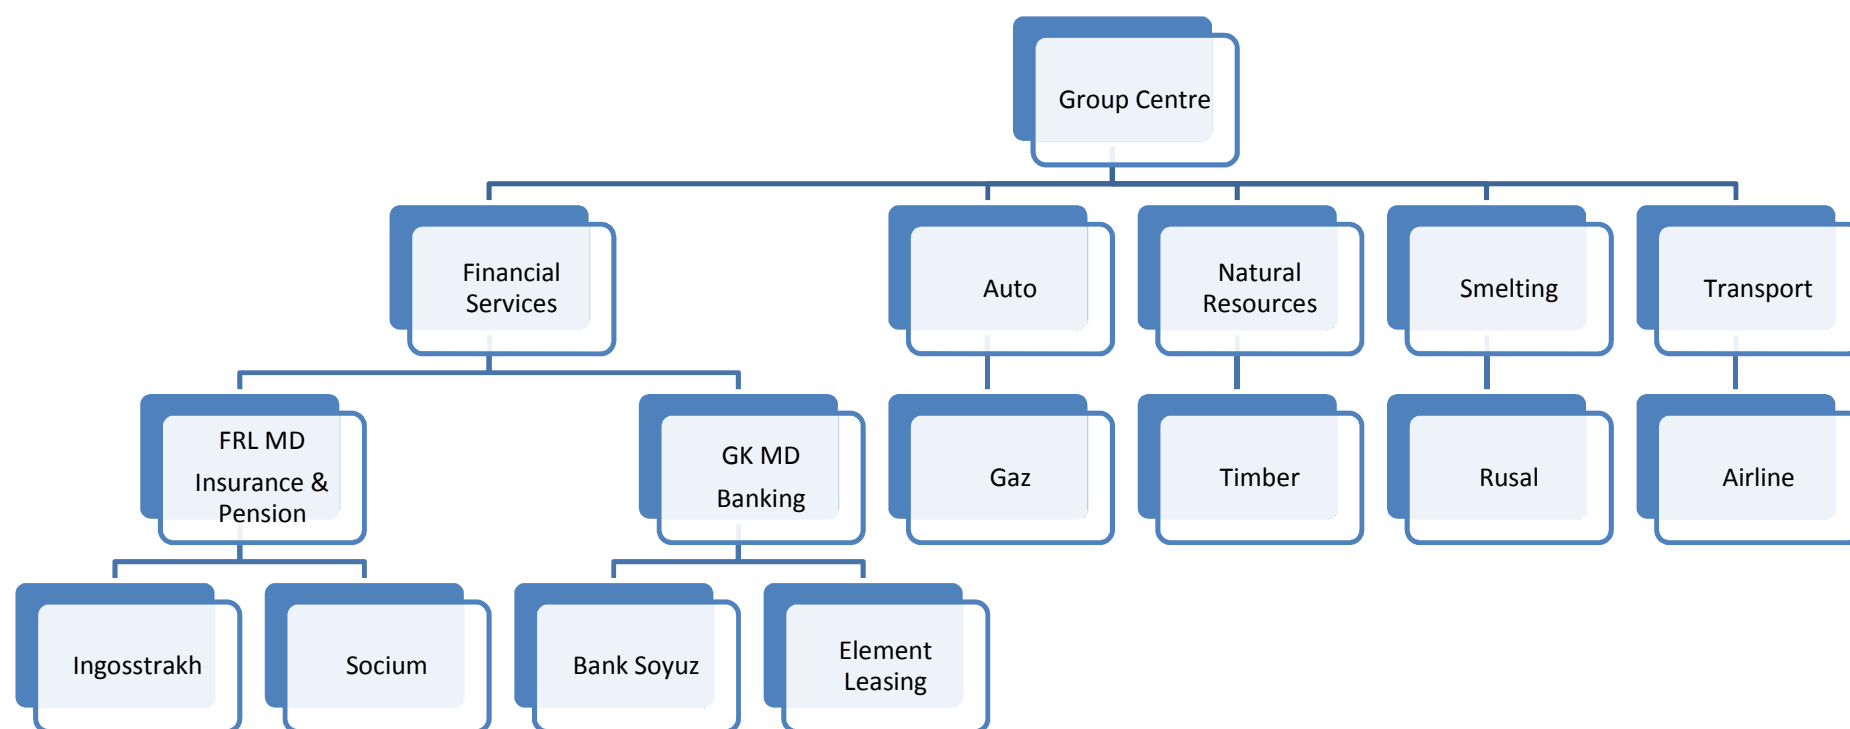 Group Centre
Financial
Services
Auto
Natural
Resources
Smelting
Transport
FRL MD
Insurance &
Pension
GK MD
Banking
Gaz
Timber
Rusal
Airline
Ingosstrakh
Socium
Bank Soyuz
Element
Leasing